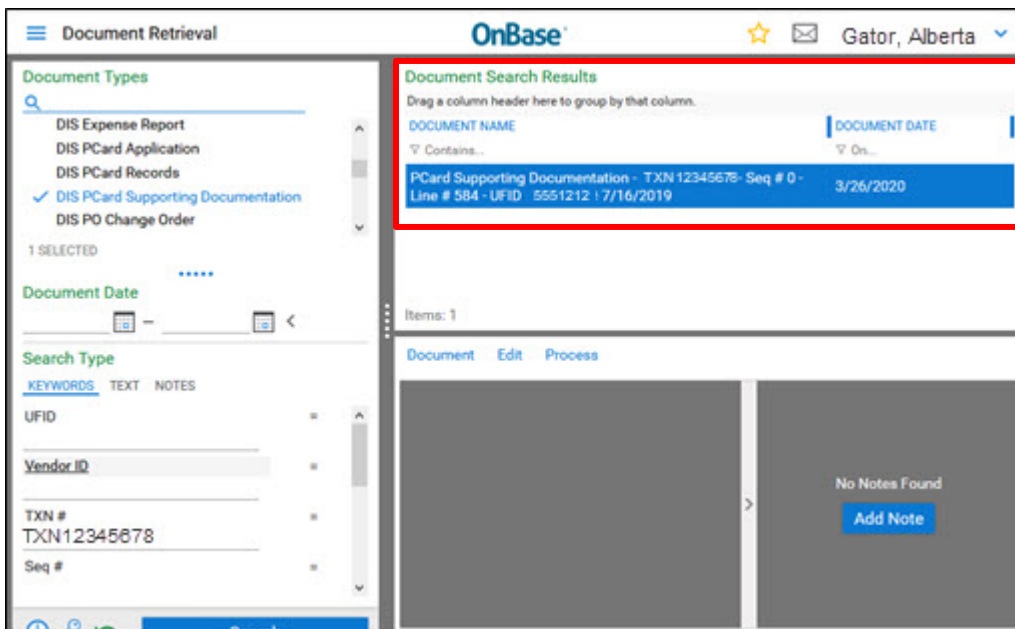 Document Retrieval
OnBase
Gator, Alberta
Document Types
DIS Expense Report
DIS PCard Application
DIS PCard Records
DIS PCard Supporting Documentation
DIS PO Change Order
1 SELECTED
Document Date
–
<
Search Type
KEYWORDS TEXT NOTES
UFID =
Vendor ID =
TXN # =
TXN12345678
Seq # =
Document Search Results
Drag a column header here to group by that column.
DOCUMENT NAME DOCUMENT DATE
Contains... On...
PCard Supporting Documentation - TXN12345678- Seq # 0 -
Line # 584 - UFID 5551212 : 7/16/2019
3/26/2020
Items: 1
Document Edit Process
>
No Notes Found
Add Note